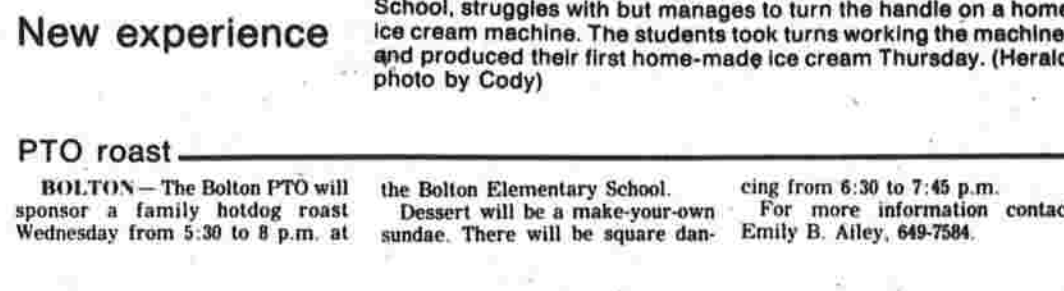 New experience
School, struggles with but manages to turn the handle on a home
ice cream machine. The students took turns working the machine
and produced their first home-made ice cream Thursday. (Herald
photo by Cody)
PTO roast
BOLTON — The Bolton PTO will
sponsor a family hotdog roast
Wednesday from 5:30 to 8 p.m. at
the Bolton Elementary School.
Dessert will be a make-your-own
sundae. There will be square dan-
cing from 6:30 to 7:45 p.m.
For more information contac
Emily B. Ailey, 649-7584.